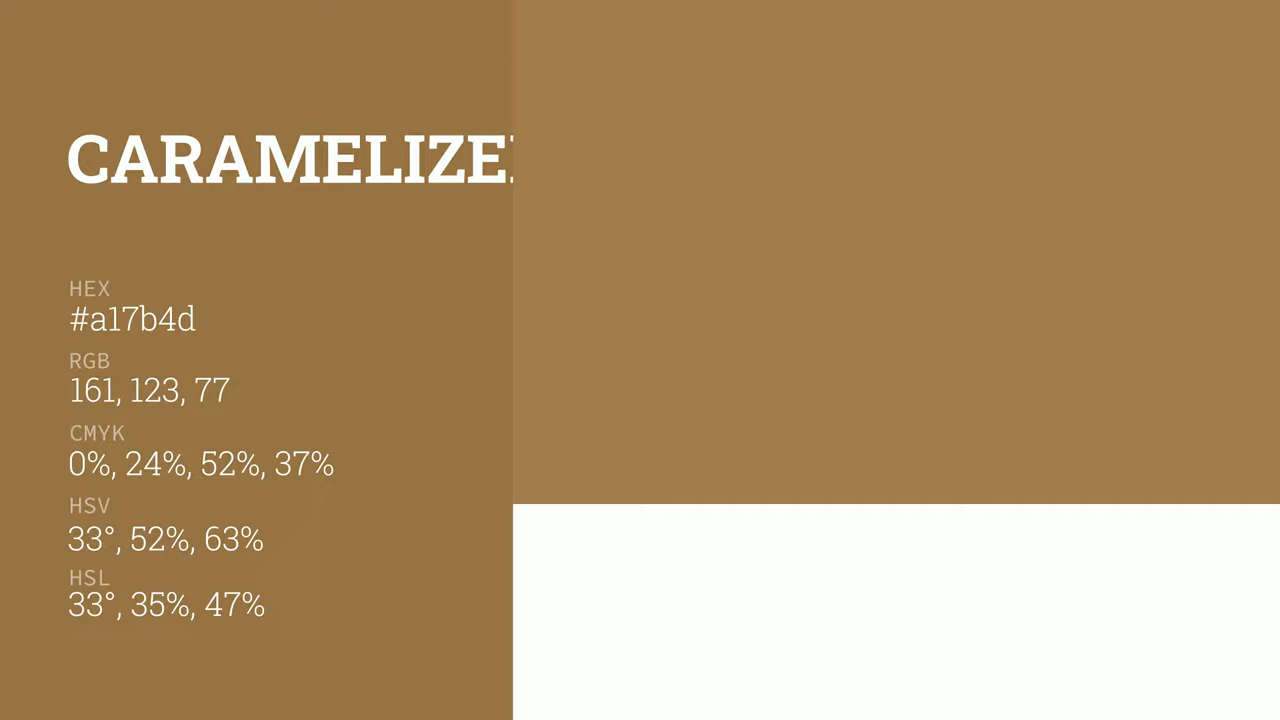 CARAMELIZE
HEX
#a17b4d
RGB
161, 123, 77
CMYK
0%, 24%, 52%, 37%
HSV
33°, 52%, 63%
HSL
33°, 35%, 47%